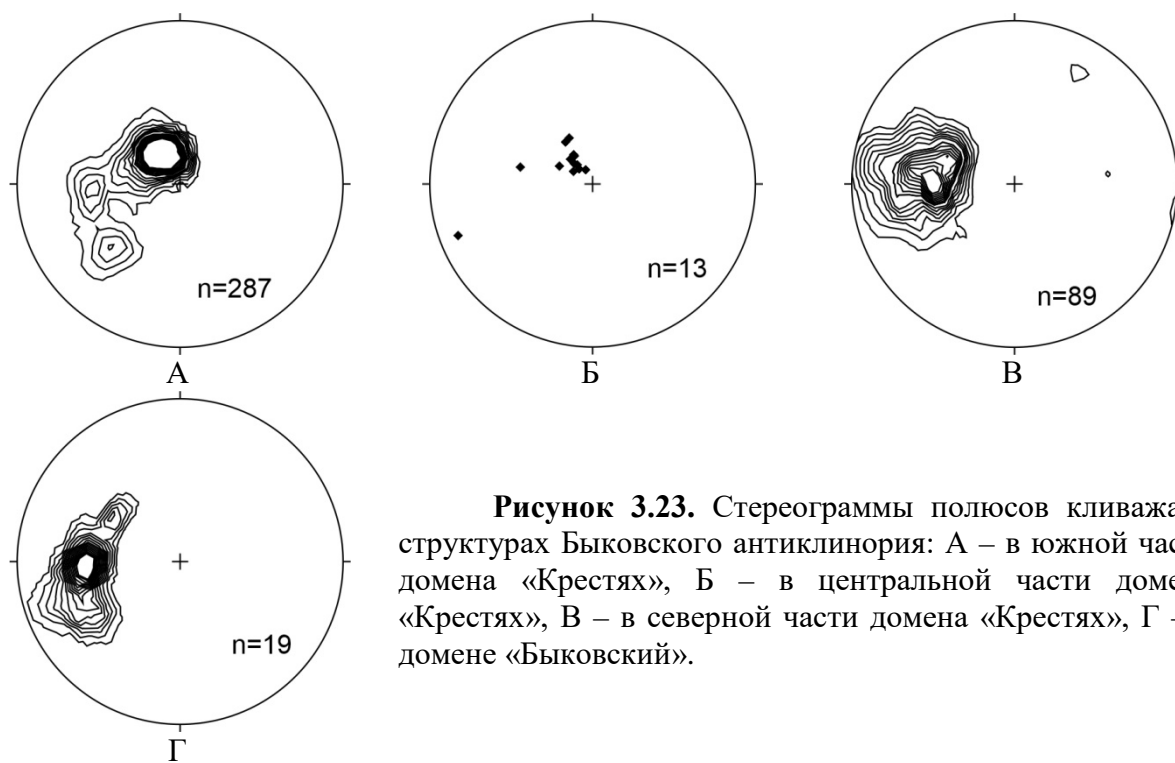 n=287
n=13
n=89
А
Б
В
n=19
Г
Рисунок 3.23. Стереограммы полюсов кливажа
структурах Быковского антиклинория: А – в южной час
домена «Крестях», Б – в центральной части доме
«Крестях», В – в северной части домена «Крестях», Г –
домене «Быковский».